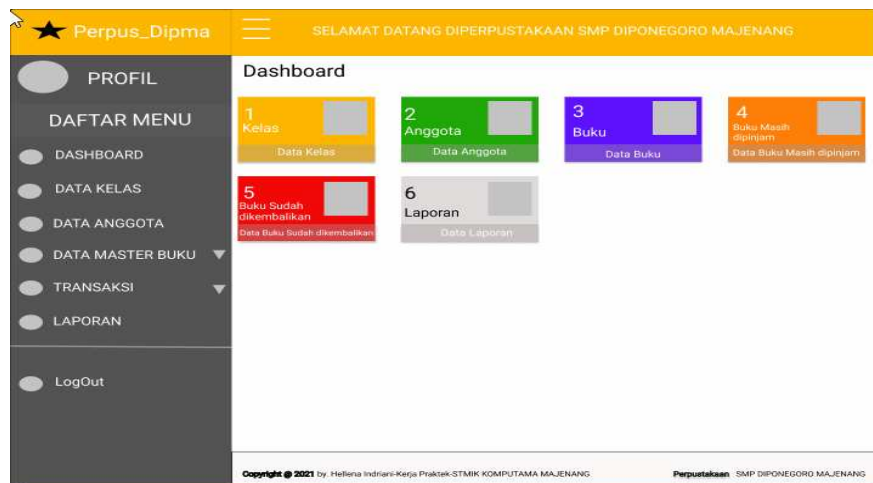 Perpus_Dipma
SELAMAT DATANG DIPERPUSTAKAAN SMP DIPONEGORO MAJENANG
PROFIL
DAFTAR MENU
DASHBOARD
DATA KELAS
DATA ANGGOTA
DATA MASTER BUKU
TRANSAKSI
LAPORAN
LogOut
Dashboard
1
Kelas
Data Kelas
2
Anggota
Data Anggota
3
Buku
Data Buku
4
Buku Masih
dipinjam
Data Buku Masih dipinjam
5
Buku Sudah
dikembalikan
Data Buku Sudah dikembalikan
6
Laporan
Data Laporan
Copyright @ 2021 by. Hellena Indriani-Kerja Praktek-STMIK KOMPUTAMA MAJENANG
Perpustakaan SMP DIPONEGORO MAJENANG